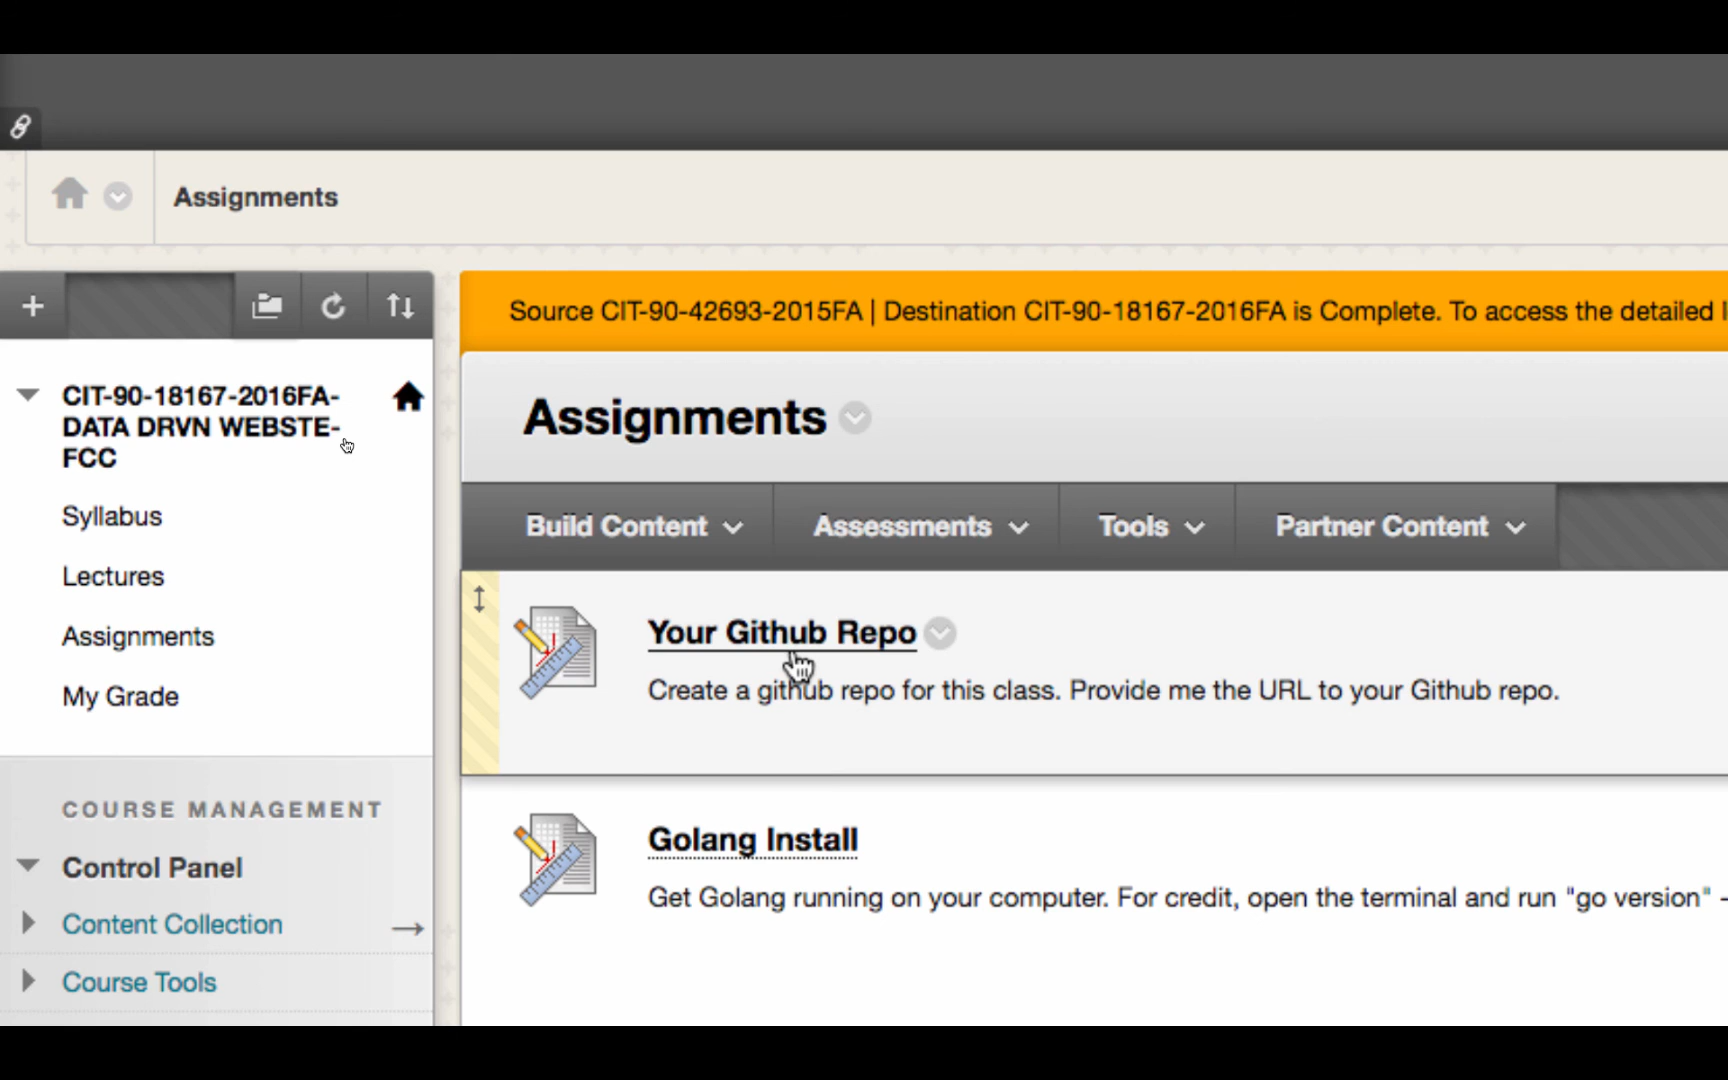 Assignments
Source CIT-90-42693-2015FA | Destination CIT-90-18167-2016FA is Complete. To access the detailed
CIT-90-18167-2016FA-
DATA DRVN WEBSTE-
FCC
Syllabus
Lectures
Assignments
My Grade
COURSE MANAGEMENT
Control Panel
Content Collection
Course Tools
Assignments
Build Content
Assessments
Tools
Partner Content
Your Github Repo
Create a github repo for this class. Provide me the URL to your Github repo.
Golang Install
Get Golang running on your computer. For credit, open the terminal and run "go version" -